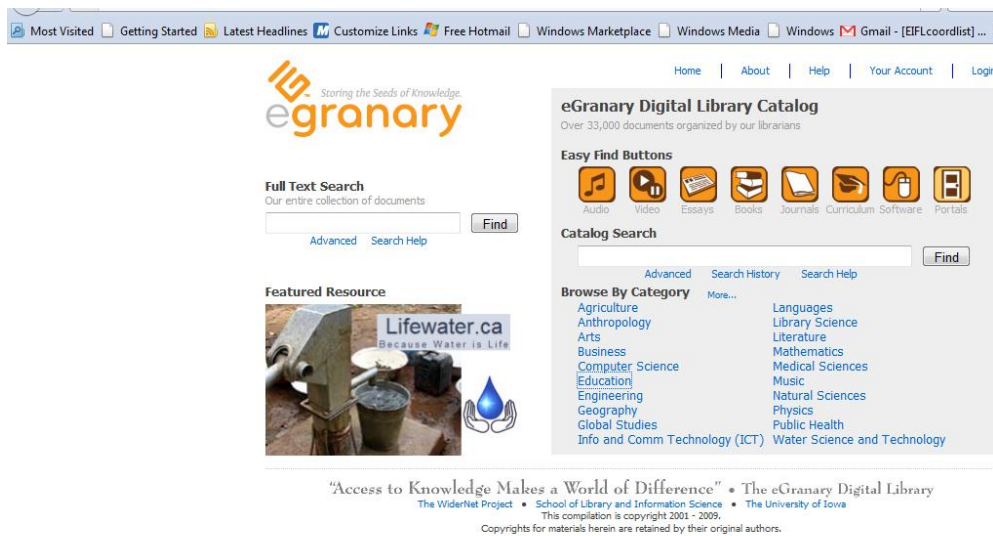 Most Visited Getting Started Latest Headlines Customize Links Free Hotmail Windows Marketplace Windows Media Windows Gmail - [EIFLcoordlist] ...
Home | About | Help | Your Account | Login
Storing the Seeds of Knowledge.
egranary
eGranary Digital Library Catalog
Over 33,000 documents organized by our librarians
Easy Find Buttons
Audio Video Essays Books Journals Curriculum Software Portals
Full Text Search
Our entire collection of documents
Find
Advanced Search Help
Catalog Search
Find
Advanced Search History Search Help
Featured Resource
Lifewater.ca
Because Water is Life
Browse By Category More...
Agriculture
Anthropology
Arts
Business
Computer Science
Education
Engineering
Geography
Global Studies
Info and Comm Technology (ICT)
Languages
Library Science
Literature
Mathematics
Medical Sciences
Music
Natural Sciences
Physics
Public Health
Water Science and Technology
"Access to Knowledge Makes a World of Difference" • The eGranary Digital Library
The WiderNet Project • School of Library and Information Science • The University of Iowa
This compilation is copyright 2001 - 2009.
Copyrights for materials herein are retained by their original authors.